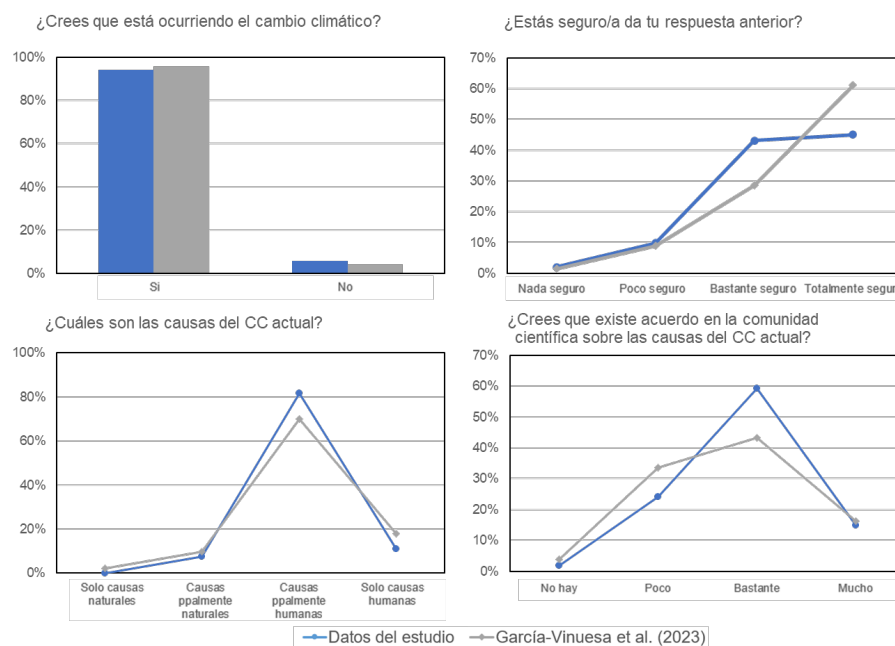 ¿Crees que está ocurriendo el cambio climático?
100%
80%
60%
40%
20%
0%
Si
No
¿Estás seguro/a da tu respuesta anterior?
70%
60%
50%
40%
30%
20%
10%
0%
Nada seguro
Poco seguro
Bastante seguro
Totalmente segur
¿Cuáles son las causas del CC actual?
100%
80%
60%
40%
20%
0%
Solo causas
naturales
Causas
ppalmente
naturales
Causas
ppalmente
humanas
Solo causas
humanas
¿Crees que existe acuerdo en la comunidad
científica sobre las causas del CC actual?
70%
60%
50%
40%
30%
20%
10%
0%
No hay
Poco
Bastante
Mucho
Datos del estudio
García-Vinuesa et al. (2023)